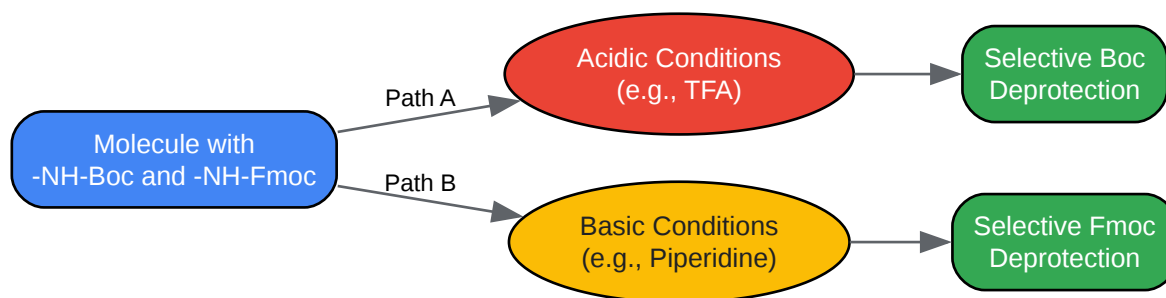 Molecule with
-NH-Boc and -NH-Fmoc
Path A
Acidic Conditions
(e.g., TFA)
Selective Boc
Deprotection
Path B
Basic Conditions
(e.g., Piperidine)
Selective Fmoc
Deprotection